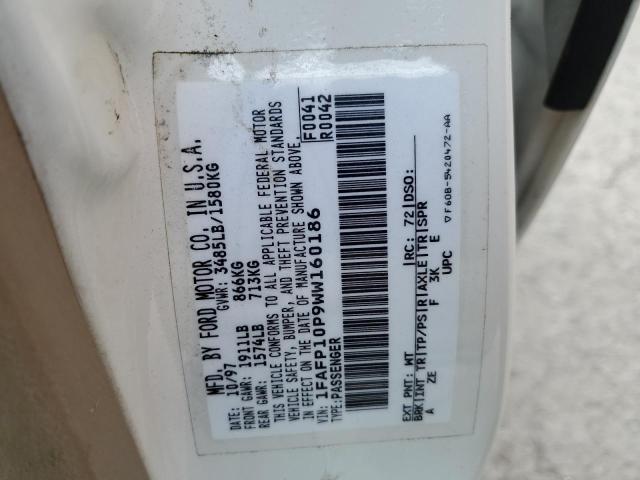 MFD. BY FORD MOTOR CO. IN U.S.A.
10/97 GVWR: 3485LB/1580KG
FRONT GAWR: 1911LB 866KG
REAR GAWR: 1574LB 713KG
THIS VEHICLE CONFORMS TO ALL APPLICABLE FEDERAL MOTOR
VEHICLE SAFETY, BUMPER, AND THEFT PREVENTION STANDARDS
IN EFFECT ON THE DATE OF MANUFACTURE SHOWN ABOVE.
VIN: 1FAFP10P9WW160186 F0041
TYPE: PASSENGER R0042
EXT PNT: WT RC: 72 DSO:
BRK INT TR TP/PS R AXLE TR SPR
A ZE F 3K E
UPC
F60B-5420472-AA